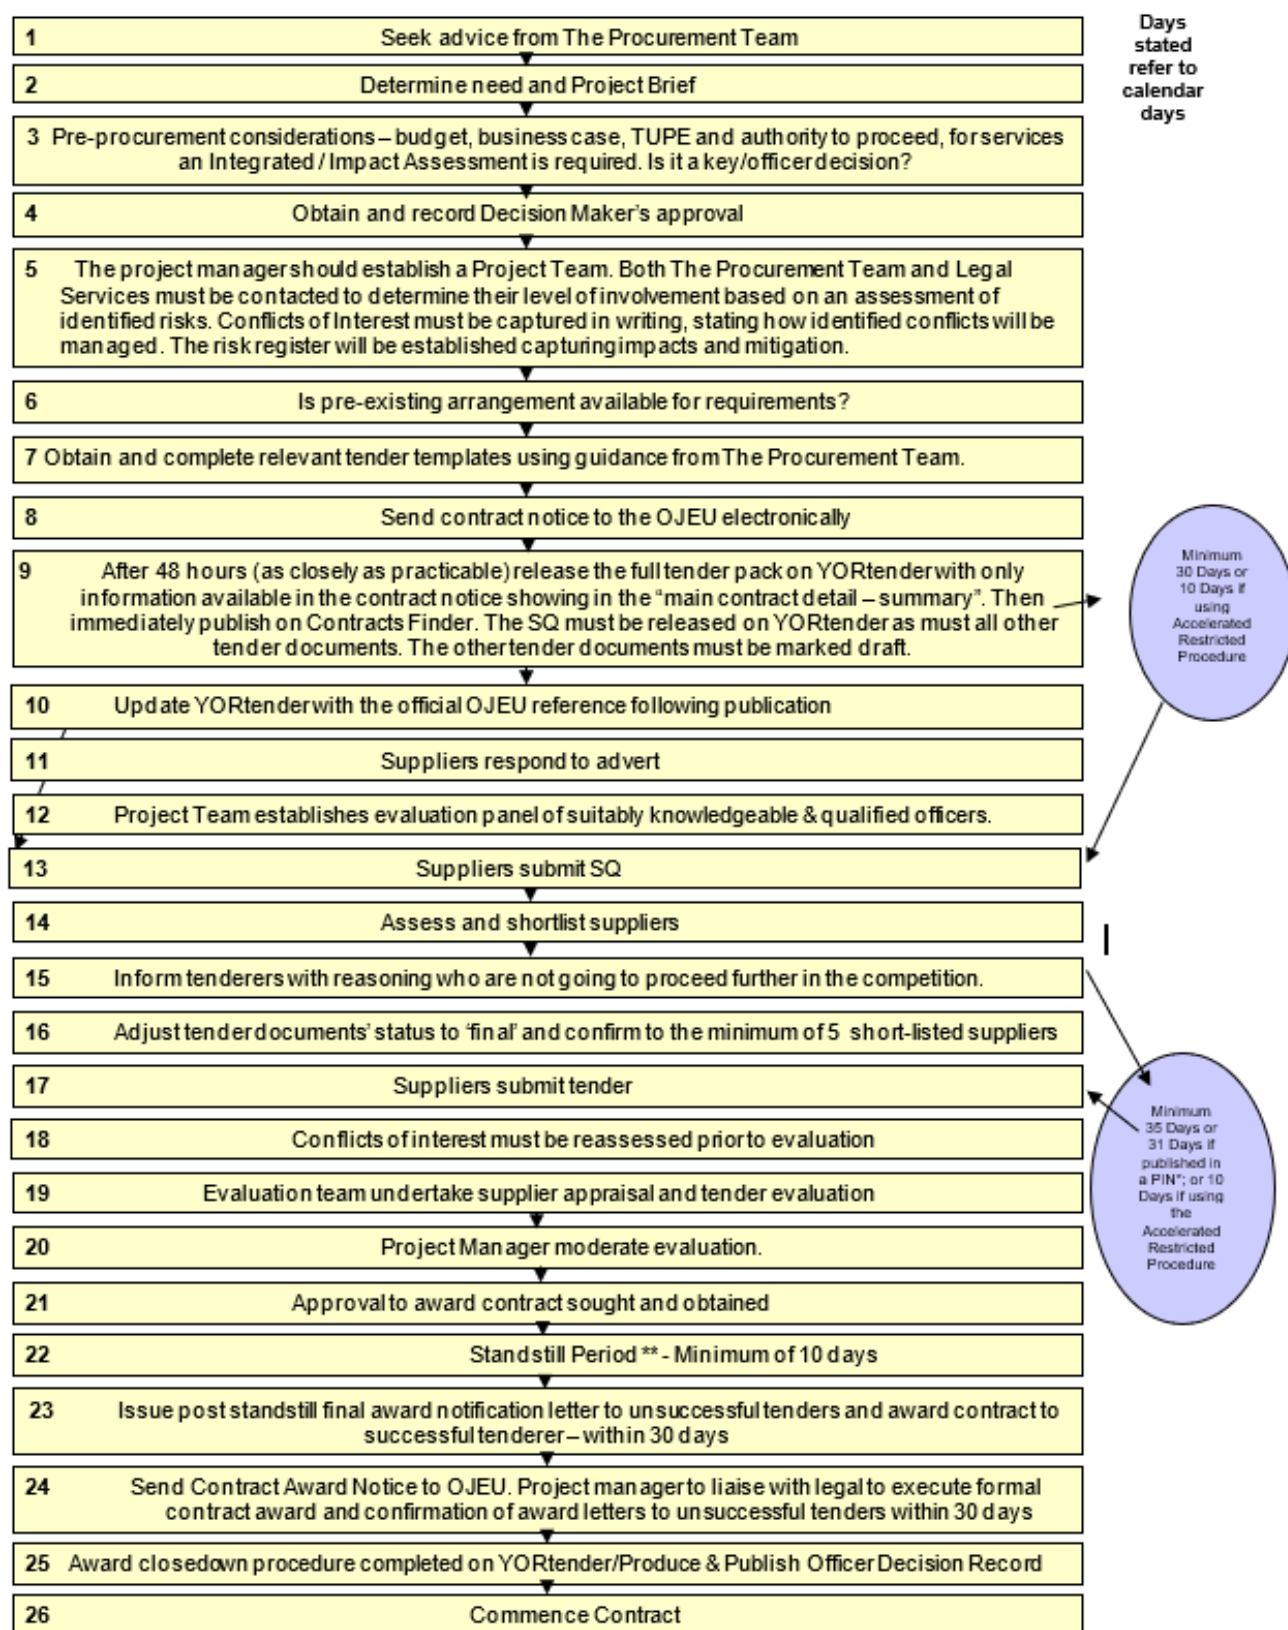 Days
stated
refer to
calendar
days
1 Seek advice from The Procurement Team
2 Determine need and Project Brief
3 Pre-procurement considerations – budget, business case, TUPE and authority to proceed, for services
an Integrated / Impact Assessment is required. Is it a key/officer decision?
4 Obtain and record Decision Maker's approval
5 The project manager should establish a Project Team. Both The Procurement Team and Legal
Services must be contacted to determine their level of involvement based on an assessment of
identified risks. Conflicts of Interest must be captured in writing, stating how identified conflicts will be
managed. The risk register will be established capturing impacts and mitigation.
6 Is pre-existing arrangement available for requirements?
7 Obtain and complete relevant tender templates using guidance from The Procurement Team.
8 Send contract notice to the OJEU electronically
9 After 48 hours (as closely as practicable) release the full tender pack on YORtender with only
information available in the contract notice showing in the “main contract detail – summary”. Then
immediately publish on Contracts Finder. The SQ must be released on YORtender as must all other
tender documents. The other tender documents must be marked draft.
Minimum
30 Days or
10 Days if
using
Accelerated
Restricted
Procedure
10 Update YORtender with the official OJEU reference following publication
11 Suppliers respond to advert
12 Project Team establishes evaluation panel of suitably knowledgeable & qualified officers.
13 Suppliers submit SQ
14 Assess and shortlist suppliers
15 Inform tenderers with reasoning who are not going to proceed further in the competition.
16 Adjust tender documents' status to ‘final’ and confirm to the minimum of 5 short-listed suppliers
17 Suppliers submit tender
Minimum
35 Days or
31 Days if
published in
a PIN*; or 10
Days if using
the
Accelerated
Restricted
Procedure
18 Conflicts of interest must be reassessed prior to evaluation
19 Evaluation team undertake supplier appraisal and tender evaluation
20 Project Manager moderate evaluation.
21 Approval to award contract sought and obtained
22 Standstill Period ** - Minimum of 10 days
23 Issue post standstill final award notification letter to unsuccessful tenders and award contract to
successful tenderer – within 30 days
24 Send Contract Award Notice to OJEU. Project manager to liaise with legal to execute formal
contract award and confirmation of award letters to unsuccessful tenders within 30 days
25 Award closedown procedure completed on YORtender/Produce & Publish Officer Decision Record
26 Commence Contract